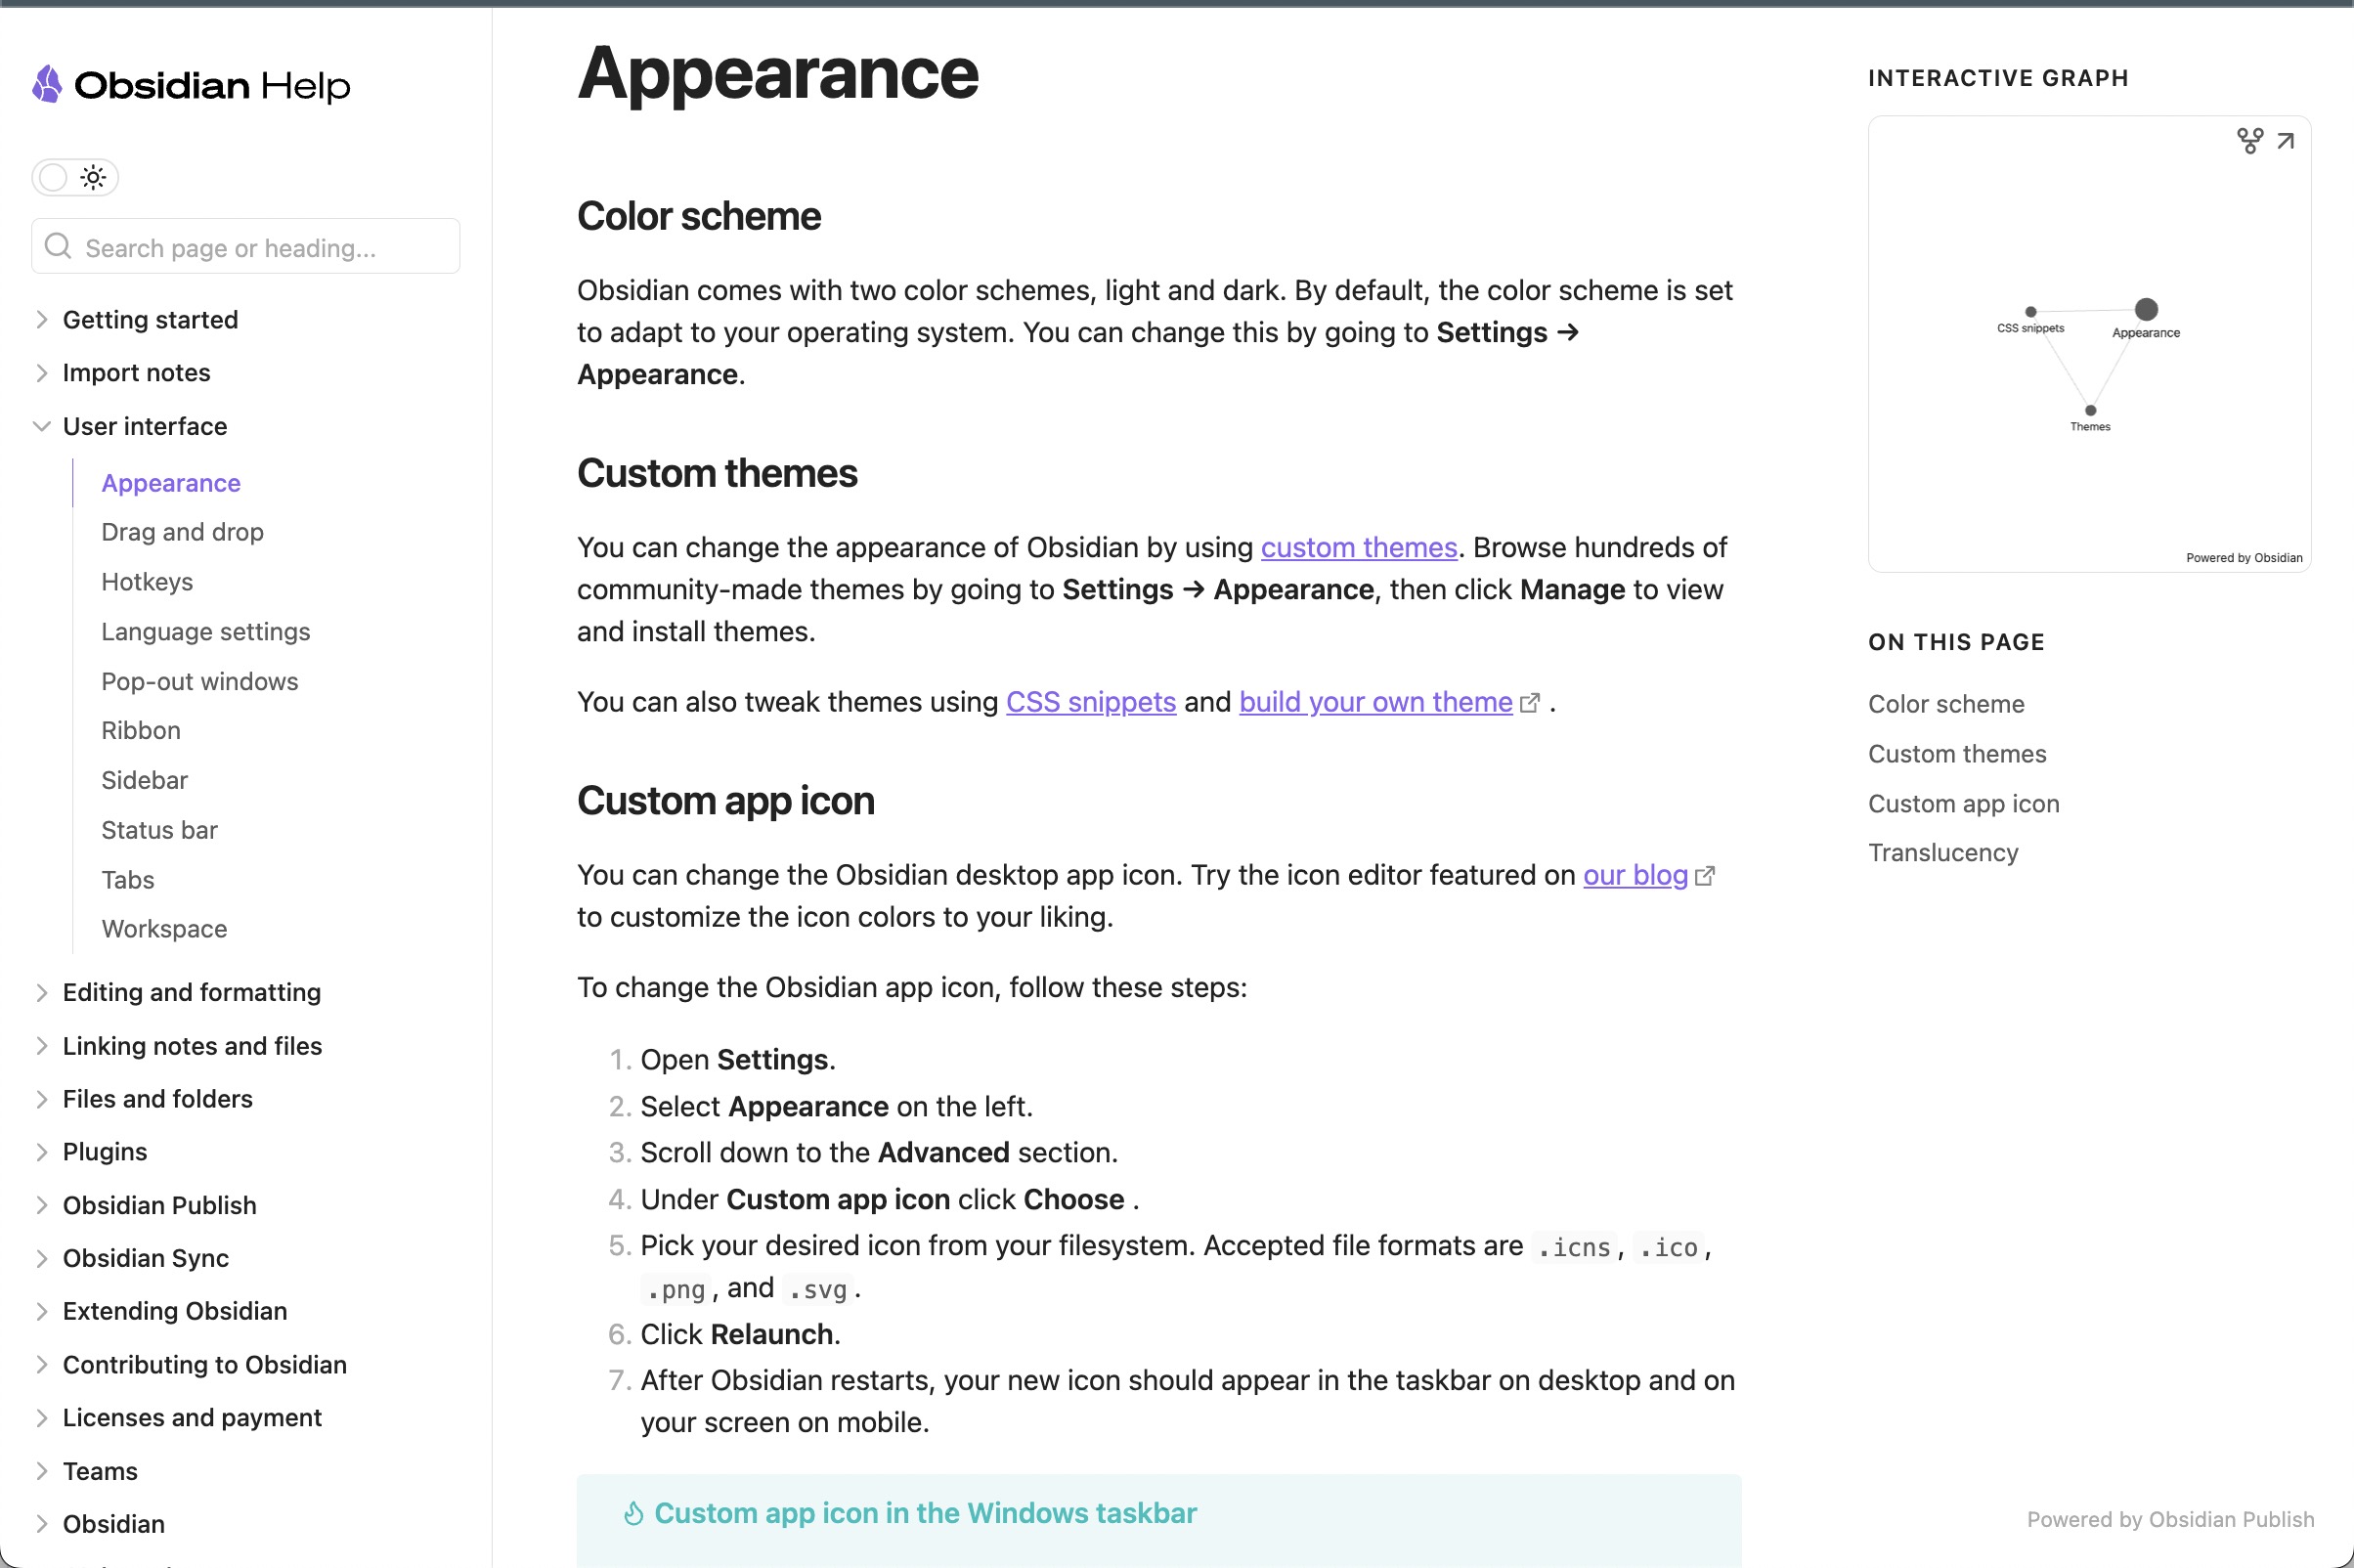 Obsidian Help
Search page or heading...
Getting started
Import notes
User interface
Appearance
Drag and drop
Hotkeys
Language settings
Pop-out windows
Ribbon
Sidebar
Status bar
Tabs
Workspace
Editing and formatting
Linking notes and files
Files and folders
Plugins
Obsidian Publish
Obsidian Sync
Extending Obsidian
Contributing to Obsidian
Licenses and payment
Teams
Obsidian
Appearance
Color scheme
Obsidian comes with two color schemes, light and dark. By default, the color scheme is set
to adapt to your operating system. You can change this by going to Settings →
Appearance.
Custom themes
You can change the appearance of Obsidian by using custom themes. Browse hundreds of
community-made themes by going to Settings → Appearance, then click Manage to view
and install themes.
You can also tweak themes using CSS snippets and build your own theme .
Custom app icon
You can change the Obsidian desktop app icon. Try the icon editor featured on our blog
to customize the icon colors to your liking.
To change the Obsidian app icon, follow these steps:
1. Open Settings.
2. Select Appearance on the left.
3. Scroll down to the Advanced section.
4. Under Custom app icon click Choose .
5. Pick your desired icon from your filesystem. Accepted file formats are .icns, .ico,
.png, and .svg.
6. Click Relaunch.
7. After Obsidian restarts, your new icon should appear in the taskbar on desktop and on
your screen on mobile.
Custom app icon in the Windows taskbar
INTERACTIVE GRAPH
CSS snippets
Appearance
Themes
Powered by Obsidian
ON THIS PAGE
Color scheme
Custom themes
Custom app icon
Translucency
Powered by Obsidian Publish